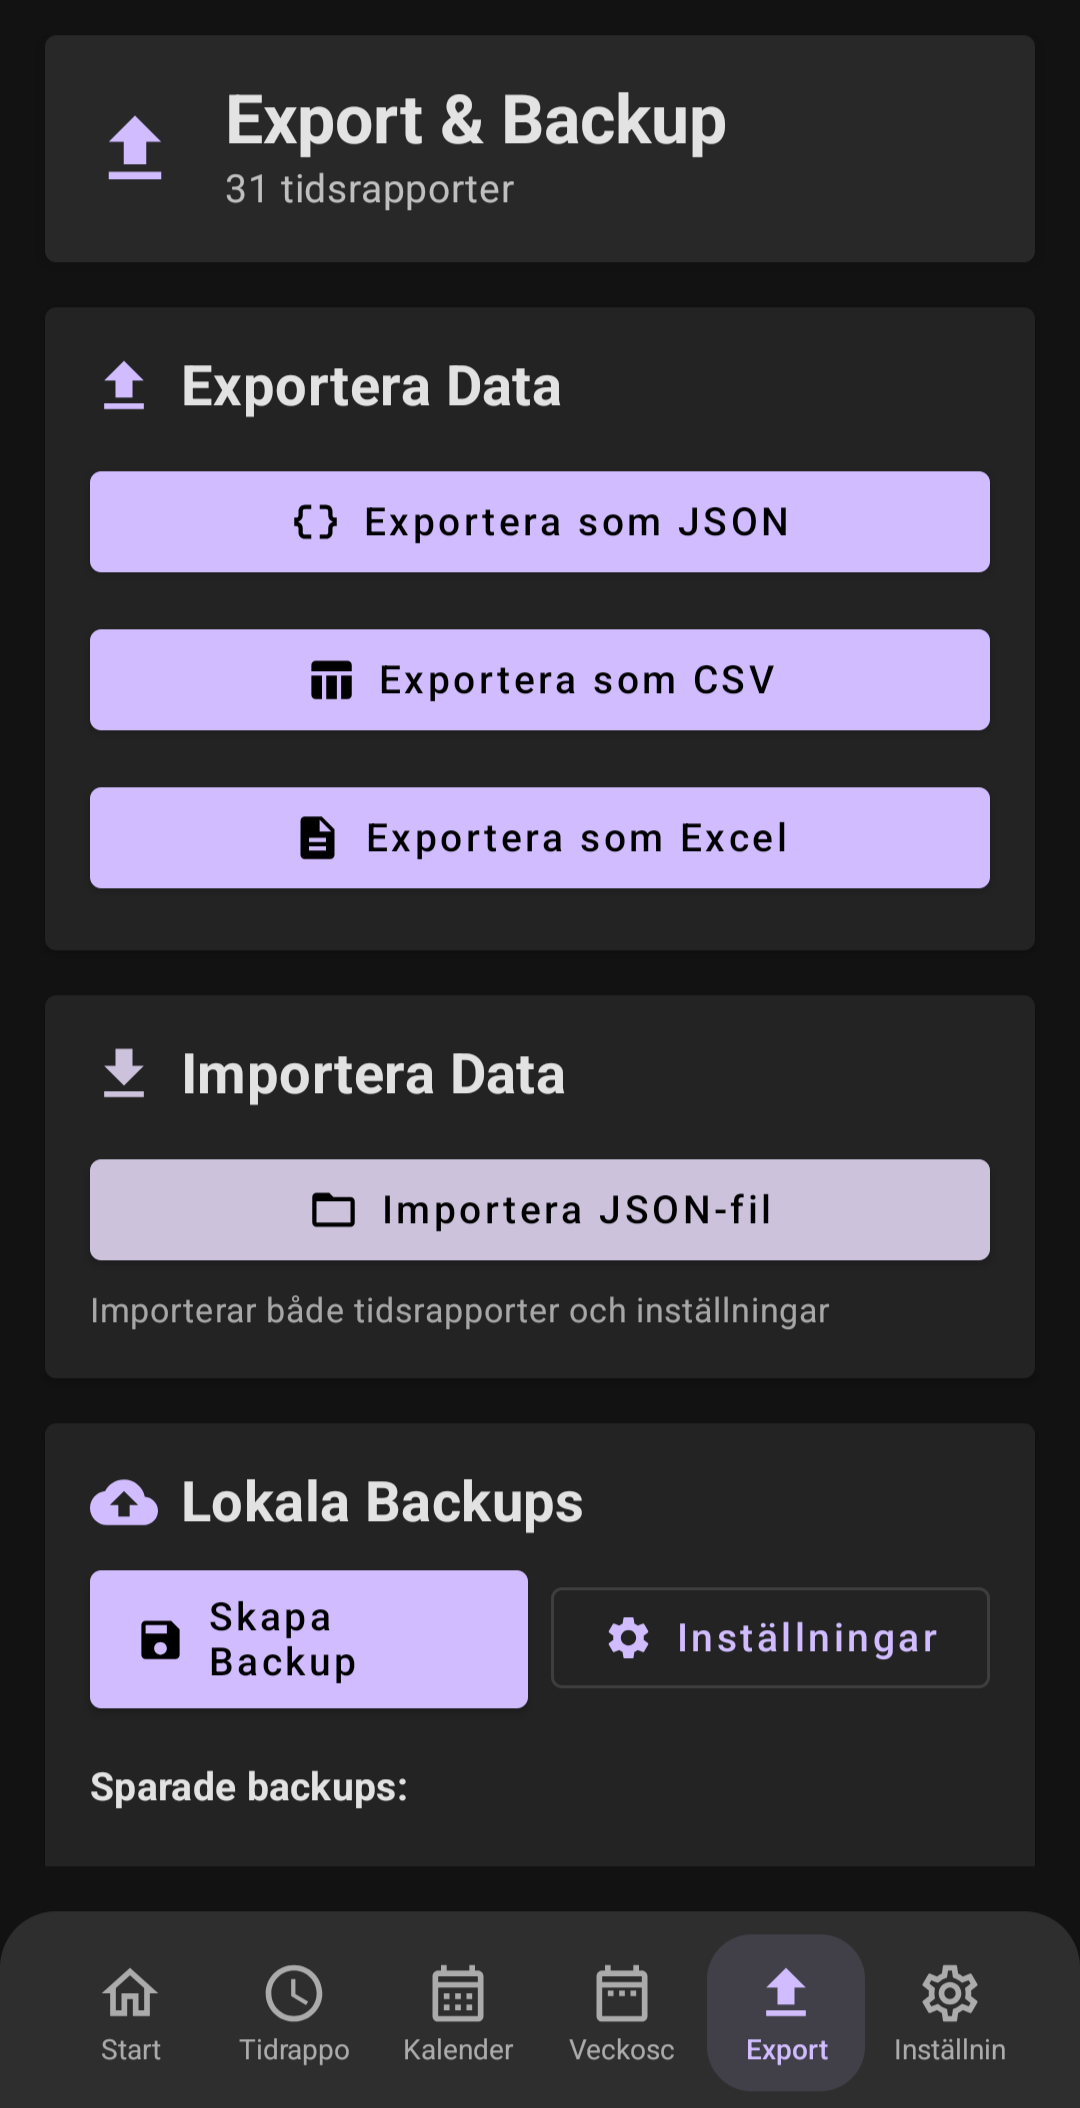 Export & Backup
31 tidsrapporter
Exportera Data
Exportera som JSON
Exportera som CSV
Exportera som Excel
Importera Data
Importera JSON-fil
Importerar både tidsrapporter och inställningar
Lokala Backups
Skapa
Backup
Inställningar
Sparade backups:
Start
Tidrappo
Kalender
Veckosc
Export
Inställnin